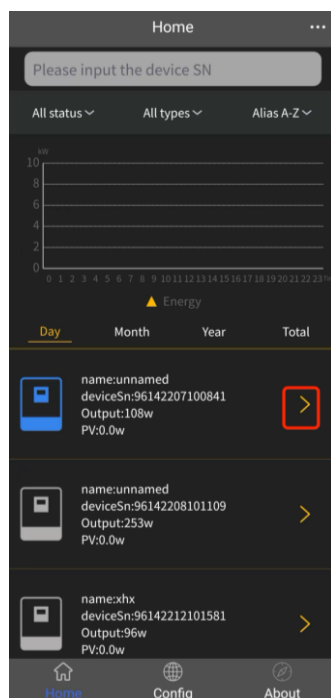 Home
...
Please input the device SN
All status All types Alias A-Z
kW
10
8
6
4
2
0
0 1 2 3 4 5 6 7 8 9 10 11 12 13 14 15 16 17 18 19 20 21 22 23
Energy
Day Month Year Total
name:unnamed
deviceSn:96142207100841
Output:108w
PV:0.0w
name:unnamed
deviceSn:96142208101109
Output:253w
PV:0.0w
name:xhx
deviceSn:96142212101581
Output:96w
PV:0.0w
Home Config About